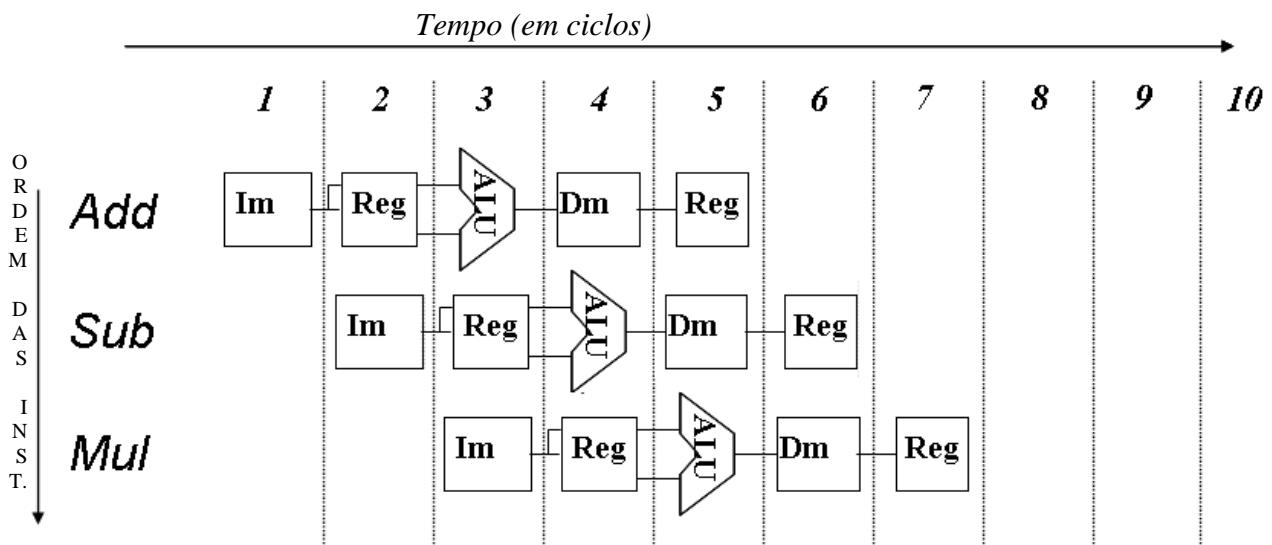 Tempo (em ciclos)
1 2 3 4 5 6 7 8 9 10
ORDEM DAS INST.
Add Im Reg ALU Dm Reg
Sub Im Reg ALU Dm Reg
Mul Im Reg ALU Dm Reg